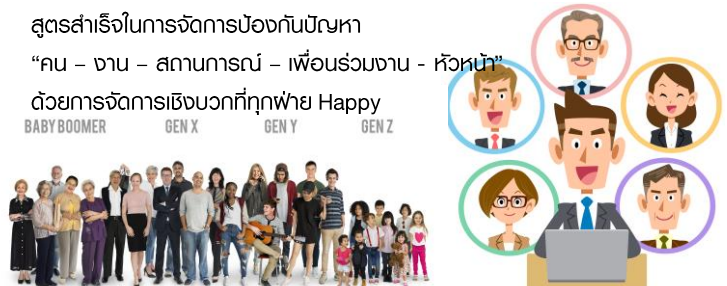 สูตรสำเร็จในการจัดการป้องกันปัญหา
“คน – งาน – สถานการณ์ – เพื่อนร่วมงาน - หัวหน้า”
ด้วยการจัดการเชิงบวกที่ทุกฝ่าย Happy
BABY BOOMER GEN X GEN Y GEN Z